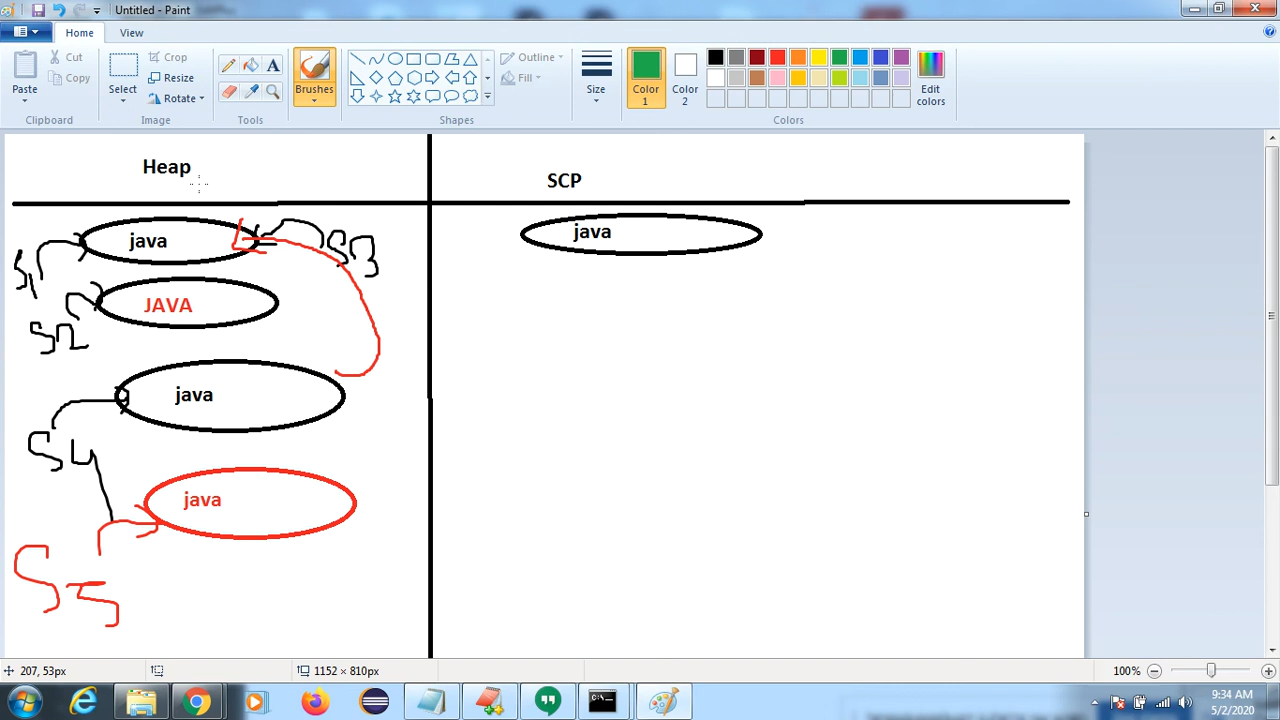 Untitled - Paint
Home View
Paste
Cut
Copy
Clipboard
Select
Crop
Resize
Rotate
Image
A
Tools
Brushes
Shapes
Outline
Fill
Size
Color 1
Color 2
Edit colors
Colors
Heap
SCP
java
java
S1
S3
JAVA
S2
java
S4
java
S5
207, 53px
1152 × 810px
100%
C:\_
9:34 AM
5/2/2020